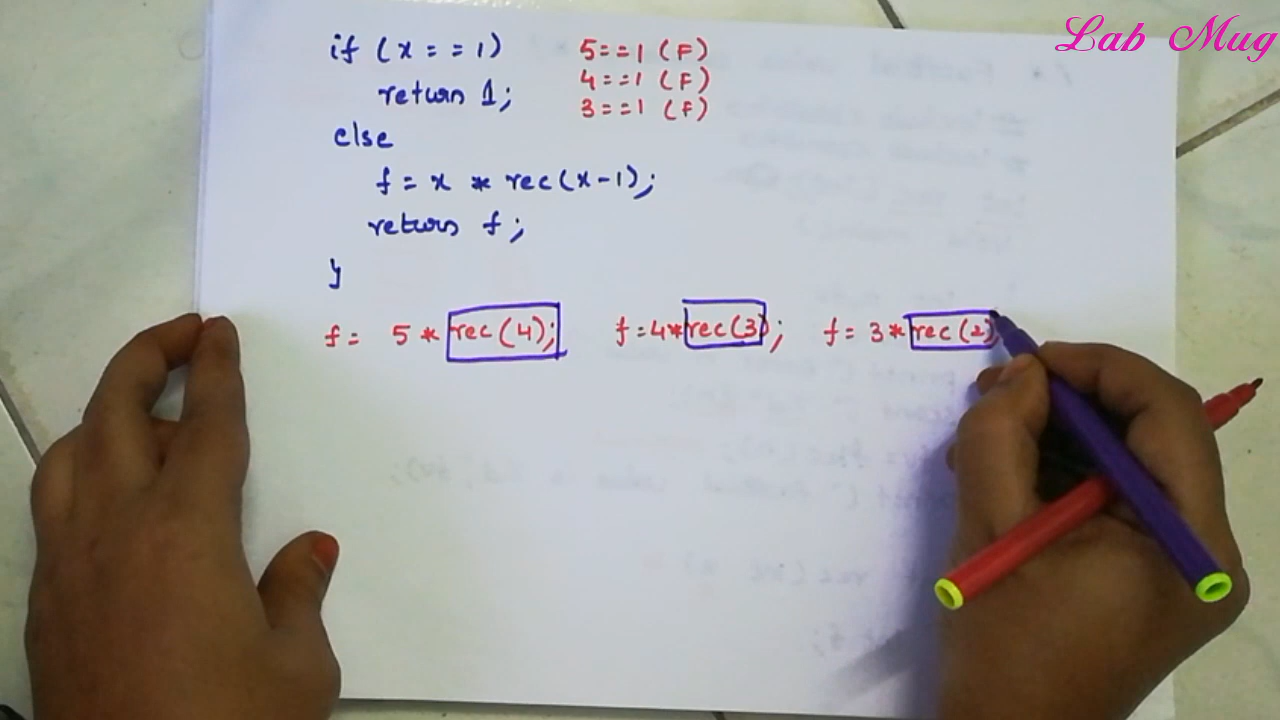 Lab Mug
if (x==1) 5==1 (F)
return 1; 4==1 (F)
3==1 (F)
else
f = x * rec(x-1);
return f;
}
f = 5 * rec(4); f=4*rec(3); f= 3*rec(2)